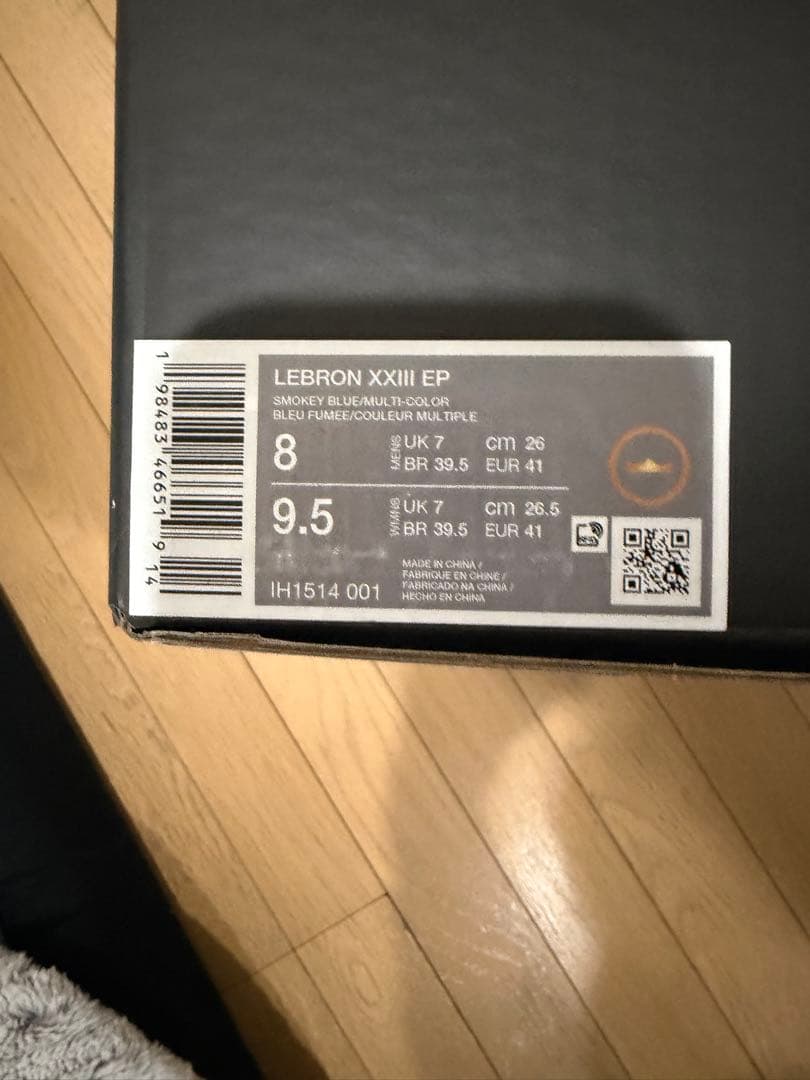 LEBRON XXIII EP
SMOKEY BLUE/MULTI-COLOR
BLEU FUMEE/COULEUR MULTIPLE
8 MENS UK 7 cm 26
BR 39.5 EUR 41
9.5 WMNS UK 7 cm 26.5
BR 39.5 EUR 41
IH1514 001
MADE IN CHINA /
FABRIQUE EN CHINE /
FABRICADO NA CHINA /
HECHO EN CHINA
1 98483 46651 9 14